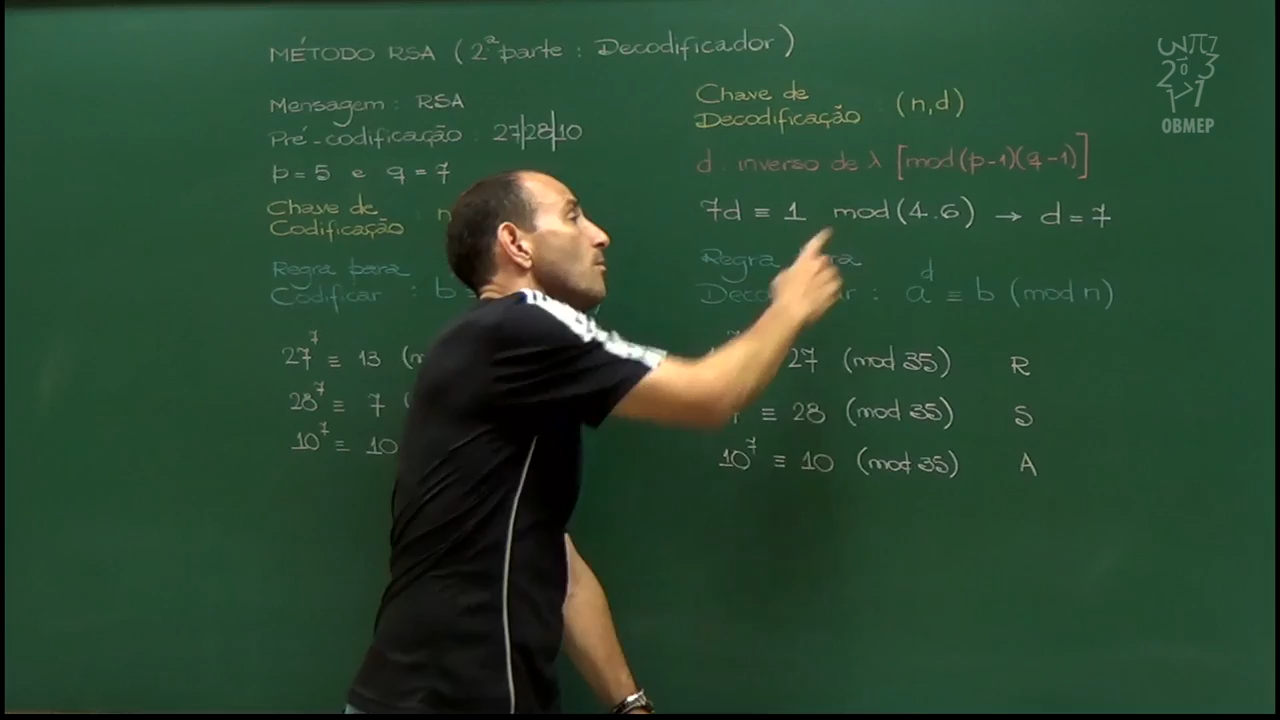 MÉTODO RSA (2ª parte : Decodificador)
Mensagem : RSA
Pré-codificação : 27|28|10
p = 5 e q = 7
Chave de
Codificação
n
Regra para
Codificar : b ≡
27⁷ ≡ 13 (m
28⁷ ≡ 7 (
10⁷ ≡ 10
Chave de
Decodificação : (n,d)
d : inverso de λ [mod (p-1)(q-1)]
7d ≡ 1 mod(4.6) → d = 7
Regra
: aᵈ ≡ b (mod n)
27 (mod 35) R
≡ 28 (mod 35) S
10⁷ ≡ 10 (mod 35) A
OBMEP